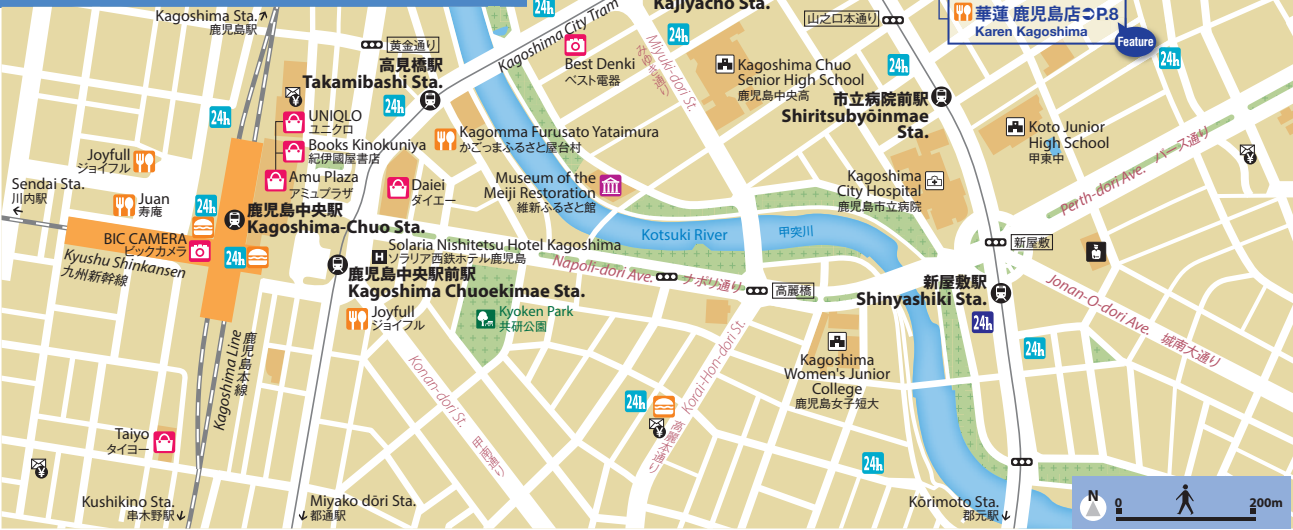 Kagoshima Sta.
鹿児島駅
24h
Kajiyachō Sta.
山之口本通り
華蓮 鹿児島店 P.8
Karen Kagoshima
Feature
黄金通り
高見橋駅
Takamibashi Sta.
Kagoshima City Tram
Best Denki
ベスト電器
24h
Miyuki-dori St.
みゆき通り
Kagoshima Chuo
Senior High School
鹿児島中央高
24h
24h
24h
24h
UNIQLO
ユニクロ
Books Kinokuniya
紀伊國屋書店
Amu Plaza
アミュプラザ
Kagomma Furusato Yataimura
かごっまふるさと屋台村
市立病院前駅
Shiritsubyōinmae
Sta.
Koto Junior
High School
甲東中
Joyfull
ジョイフル
Sendai Sta.
川内駅
Juan
寿庵
24h
Daiei
ダイエー
Museum of the
Meiji Restoration
維新ふるさと館
Kagoshima
City Hospital
鹿児島市立病院
Perth-dori Ave.
パース通り
鹿児島中央駅
Kagoshima-Chuo Sta.
BIC CAMERA
ビックカメラ
Kyushu Shinkansen
九州新幹線
24h
Solaria Nishitetsu Hotel Kagoshima
H
ソラリア西鉄ホテル鹿児島
鹿児島中央駅前駅
Kagoshima Chuoekimae Sta.
Kotsuki River
甲突川
新屋敷
Napoli-dori Ave.
ナポリ通り
高麗橋
新屋敷駅
Shinyashiki Sta.
24h
Jonan-O-dori Ave.
城南大通り
Joyfull
ジョイフル
Kyoken Park
共研公園
Kagoshima Line
鹿児島本線
Konan-dori St.
甲南通り
Korai-Hon-dori St.
高麗本通り
Kagoshima
Women's Junior
College
鹿児島女子短大
24h
24h
24h
Taiyo
タイヨー
Kushikino Sta.
串木野駅
Miyako dōri Sta.
都通駅
Kōrimoto Sta.
郡元駅
N
0
200m